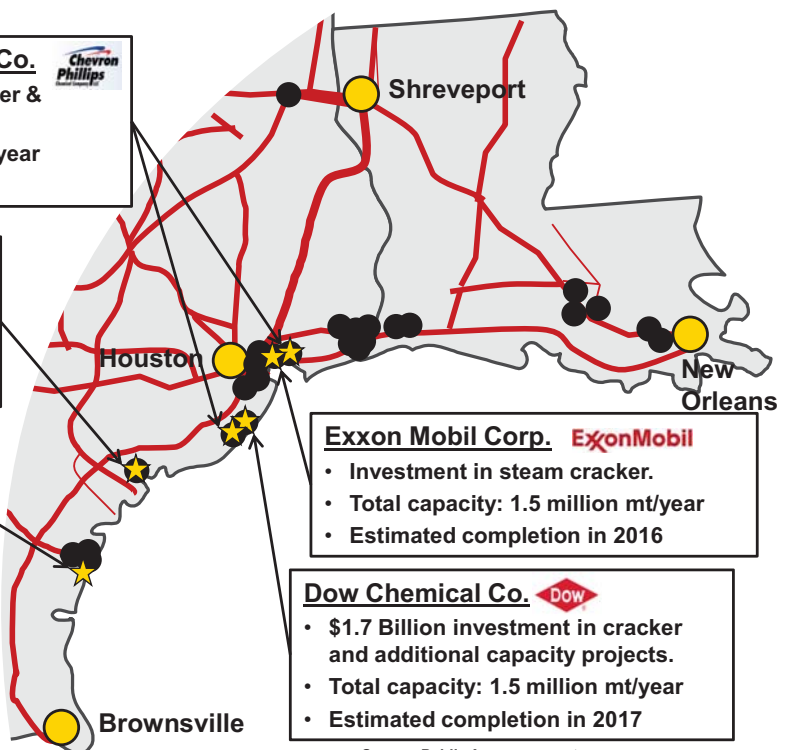 Co.
Chevron
Phillips
er &
year
Shreveport
Houston
New
Orleans
Exxon Mobil Corp. ExxonMobil
• Investment in steam cracker.
• Total capacity: 1.5 million mt/year
• Estimated completion in 2016
Dow Chemical Co. Dow
• $1.7 Billion investment in cracker
and additional capacity projects.
• Total capacity: 1.5 million mt/year
• Estimated completion in 2017
Brownsville